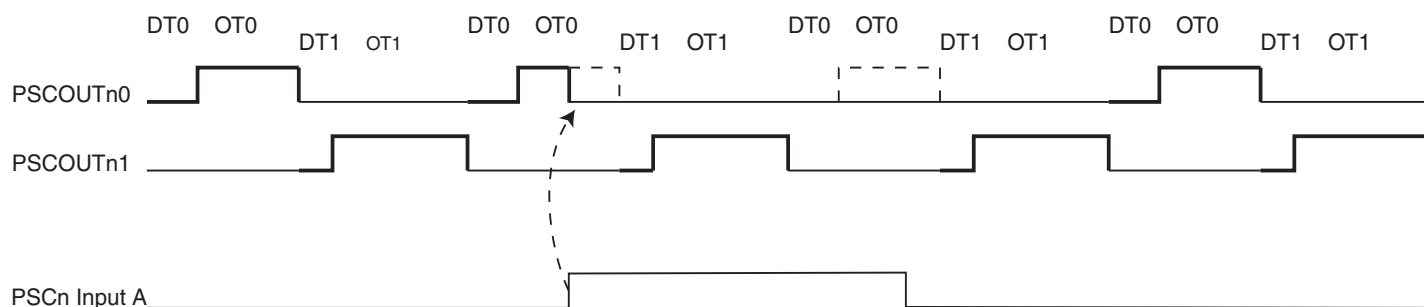 DT0 OT0 DT0 OT0 DT0 OT0 DT0 OT0
DT1 OT1 DT1 OT1 DT1 OT1 DT1 OT1
PSCOUTn0
PSCOUTn1
PSCn Input A